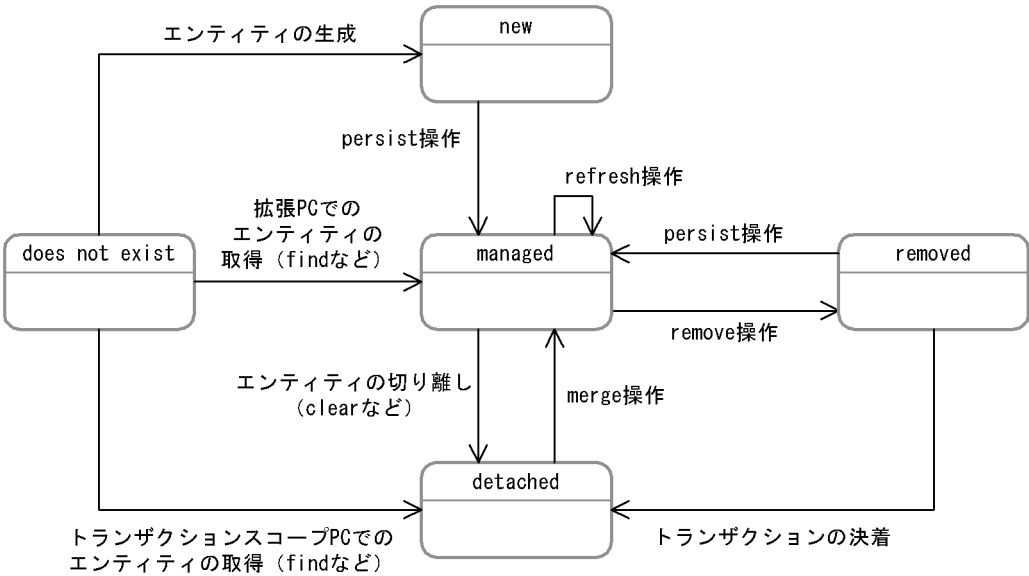 new
エンティティの生成
persist操作
refresh操作
拡張PCでの
エンティティの
取得（findなど）
does not exist
managed
persist操作
removed
remove操作
エンティティの切り離し
（clearなど）
merge操作
detached
トランザクションスコープPCでの
エンティティの取得（findなど）
トランザクションの決着